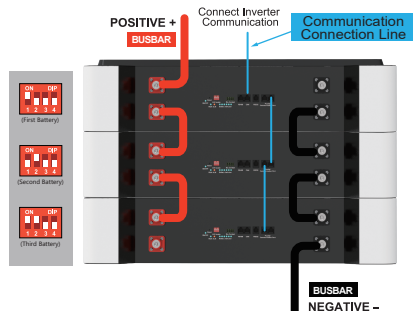 POSITIVE +
BUSBAR
Connect Inverter
Communication
Communication
Connection Line
ON DIP
1 2 3 4
(First Battery)
ON DIP
1 2 3 4
(Second Battery)
ON DIP
1 2 3 4
(Third Battery)
BUSBAR
NEGATIVE –